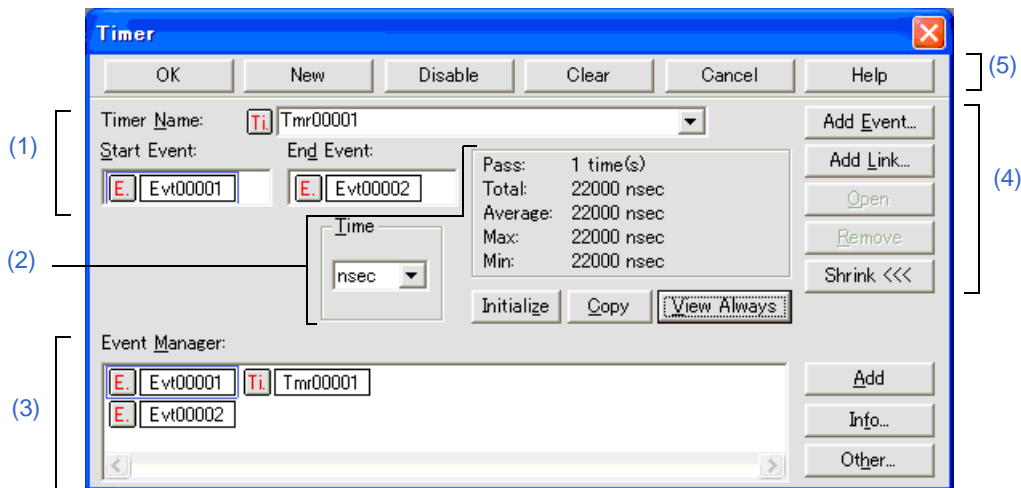 Timer
OK New Disable Clear Cancel Help
(5)
(1)
Timer Name: Ti. Tmr00001
Add Event...
Start Event: End Event:
E. Evt00001 E. Evt00002
Pass: 1 time(s)
Total: 22000 nsec
Average: 22000 nsec
Max: 22000 nsec
Min: 22000 nsec
Add Link...
(4)
Open
Remove
Shrink <<<
(2)
Time
nsec
Initialize Copy View Always
Event Manager:
(3)
E. Evt00001 Ti. Tmr00001
E. Evt00002
Add
Info...
Other...